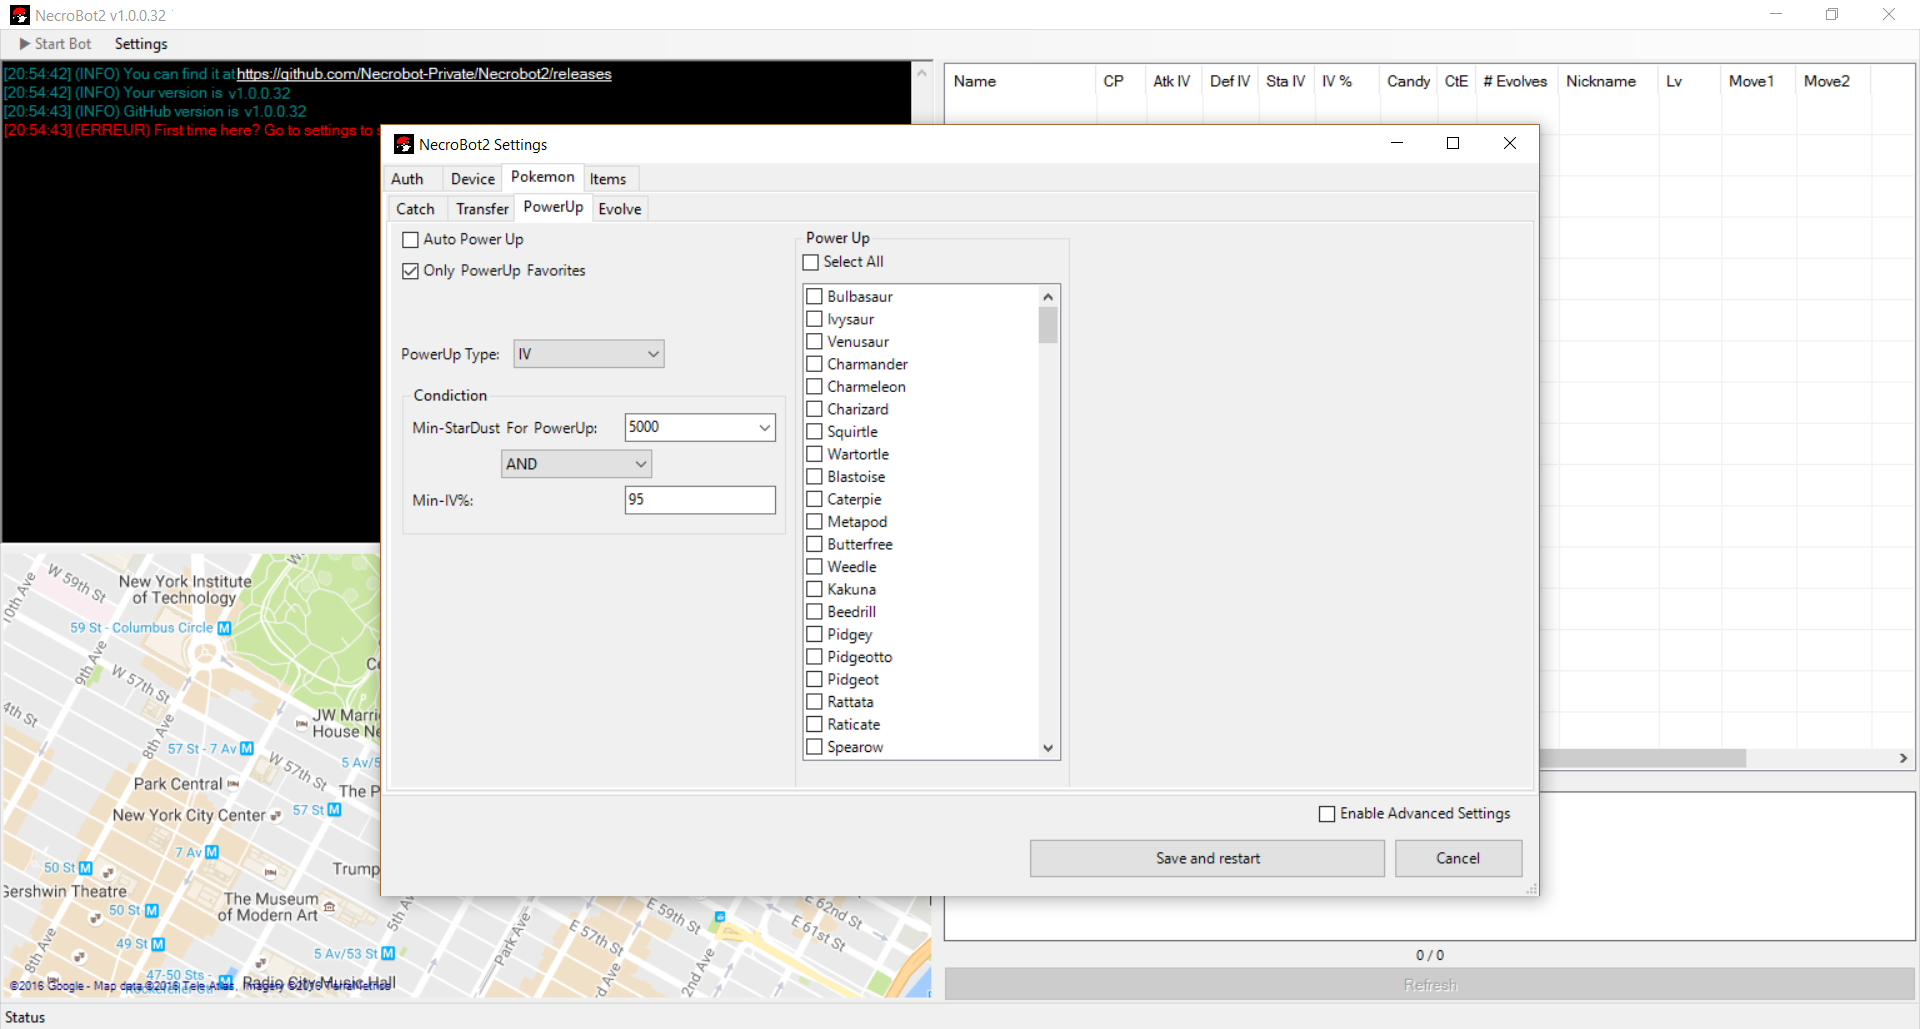 NecroBot2 v1.0.0.32
Start Bot Settings
[20:54:42] (INFO) You can find it at https://github.com/Necrobot-Private/Necrobot2/releases
[20:54:42] (INFO) Your version is v1.0.0.32
[20:54:43] (INFO) GitHub version is v1.0.0.32
[20:54:43] (ERREUR) First time here? Go to settings to
Name CP Atk IV Def IV Sta IV IV % Candy CtE # Evolves Nickname Lv Move1 Move2
NecroBot2 Settings
Auth Device Pokemon Items
Catch Transfer PowerUp Evolve
Auto Power Up
Only PowerUp Favorites
PowerUp Type: IV
Condiction
Min-StarDust For PowerUp: 5000
AND
Min-IV%: 95
Power Up
Select All
Bulbasaur
Ivysaur
Venusaur
Charmander
Charmeleon
Charizard
Squirtle
Wartortle
Blastoise
Caterpie
Metapod
Butterfree
Weedle
Kakuna
Beedrill
Pidgey
Pidgeotto
Pidgeot
Rattata
Raticate
Spearow
Enable Advanced Settings
Save and restart Cancel
10th Ave
W 59th St
New York Institute
of Technology
59 St - Columbus Circle M
9th Ave
W 57th St
4th St
8th Ave
JW Marri
House Ne
57 St - 7 Av M
W 57th St
5 Av/5
Park Central
The P
New York City Center
57 St M
7 Av M
50 St M
Trump
Gershwin Theatre
The Museum
of Modern Art
50 St M
5th Av
49 St M
8th Ave
5 Av/53 St M
47-50 Sts -
Radio City Music Hall
Park Ave
E 59th St
E 57th St
E 62nd St
E 61st St
2nd Ave
rd Ave
©2016 Google - Map data ©2016 Tele Atlas, Imagery ©2016 TerraMetrics
0 / 0
Refresh
Status